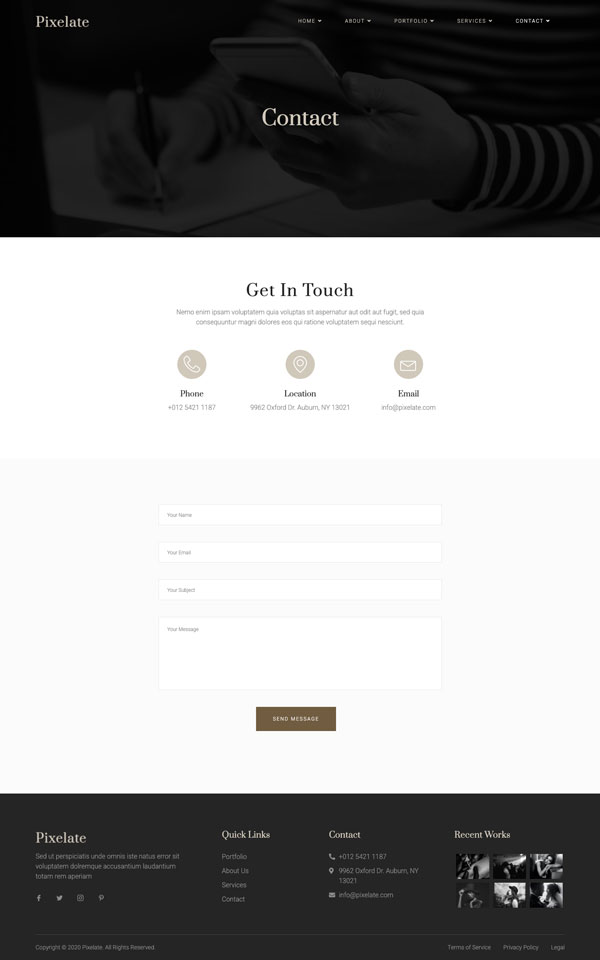 Pixelate
HOME ABOUT PORTFOLIO SERVICES CONTACT
Contact
Get In Touch
Nemo enim ipsam voluptatem quia voluptas sit aspernatur aut odit aut fugit, sed quia
consequuntur magni dolores eos qui ratione voluptatem sequi nesciunt.
Phone
+012 5421 1187
Location
9962 Oxford Dr. Auburn, NY 13021
Email
info@pixelate.com
Your Name
Your Email
Your Subject
Your Message
SEND MESSAGE
Pixelate
Sed ut perspiciatis unde omnis iste natus error sit
voluptatem dolremque accusantium laudantium
totam rem aperiam
Quick Links
Portfolio
About Us
Services
Contact
Contact
+012 5421 1187
9962 Oxford Dr. Auburn, NY
13021
info@pixelate.com
Recent Works
Copyright © 2020 Pixelate. All Rights Reserved.
Terms of Service Privacy Policy Legal